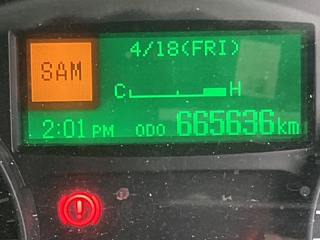 4/18(FRI)
SAM
C H
2:01 PM ODO 665636km